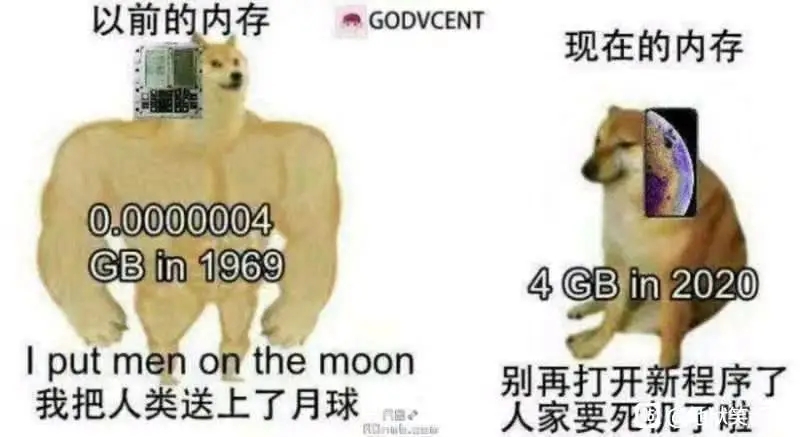 以前的内存
GODVCENT
现在的内存
0.0000004
GB in 1969
4 GB in 2020
I put men on the moon
我把人类送上了月球
别再打开新程序了
人家要死
了啦